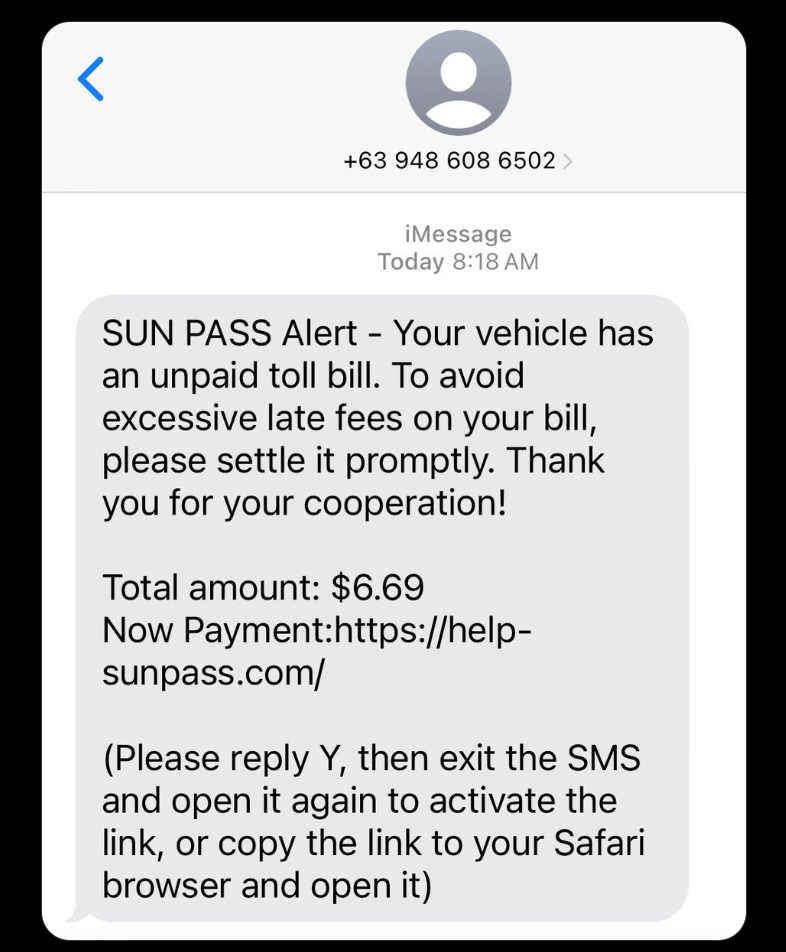 +63 948 608 6502
iMessage
Today 8:18 AM
SUN PASS Alert - Your vehicle has
an unpaid toll bill. To avoid
excessive late fees on your bill,
please settle it promptly. Thank
you for your cooperation!
Total amount: $6.69
Now Payment:https://help-
sunpass.com/
(Please reply Y, then exit the SMS
and open it again to activate the
link, or copy the link to your Safari
browser and open it)